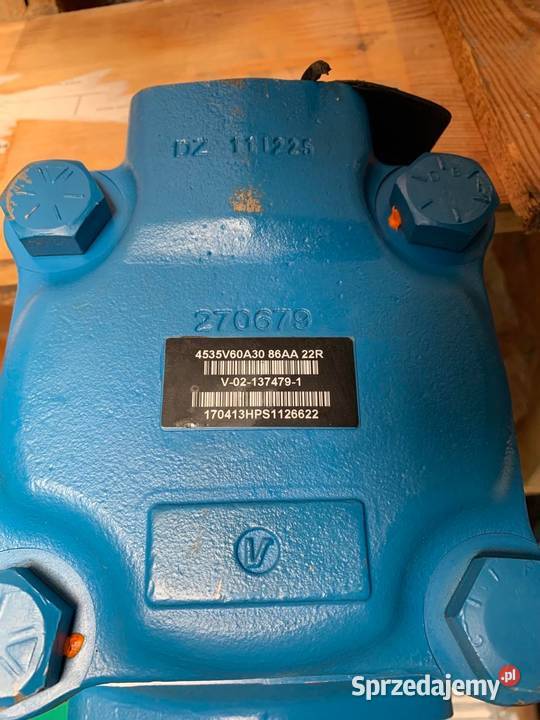 DZ 111225
270679
4535V60A30 86AA 22R
V-02-137479-1
170413HPS1126622
V
Sprzedajemy.pl